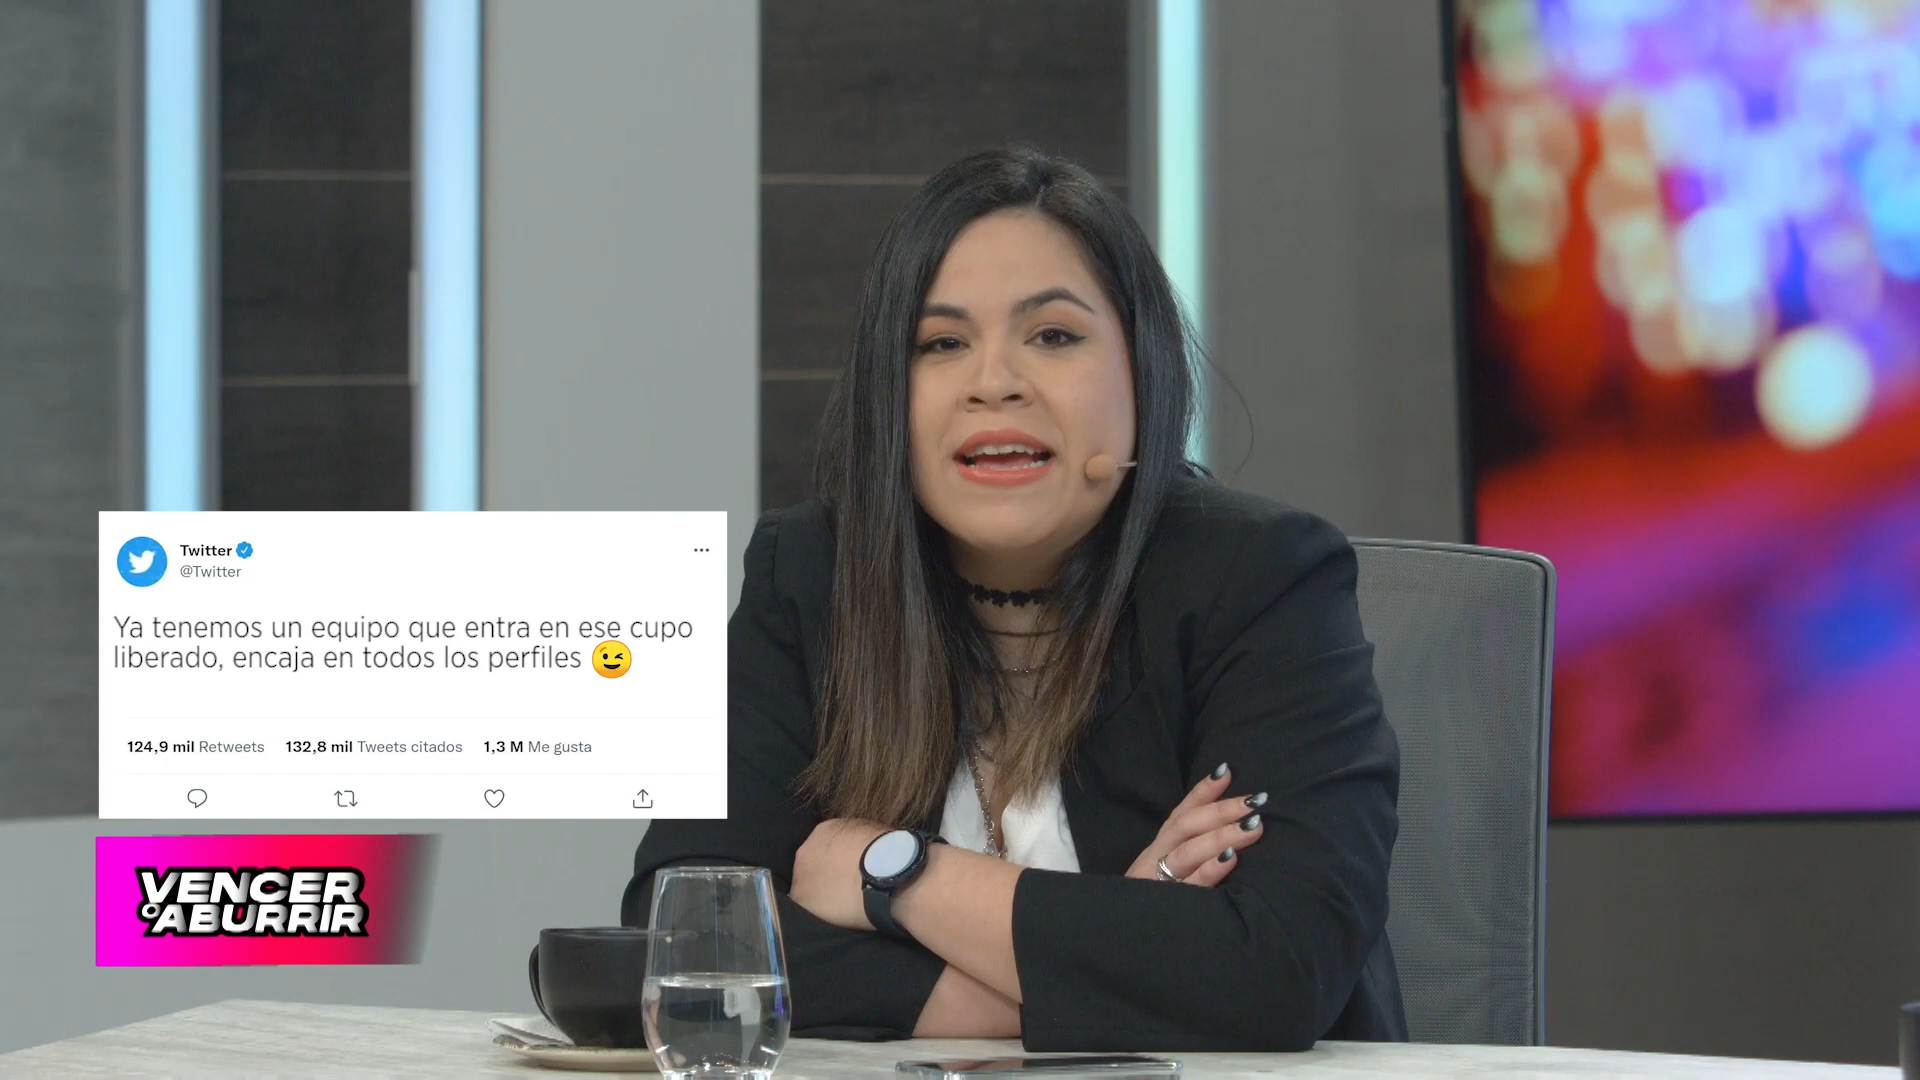 Twitter
@Twitter
Ya tenemos un equipo que entra en ese cupo
liberado, encaja en todos los perfiles 😉
124,9 mil Retweets 132,8 mil Tweets citados 1,3 M Me gusta
VENCER
O ABURRIR